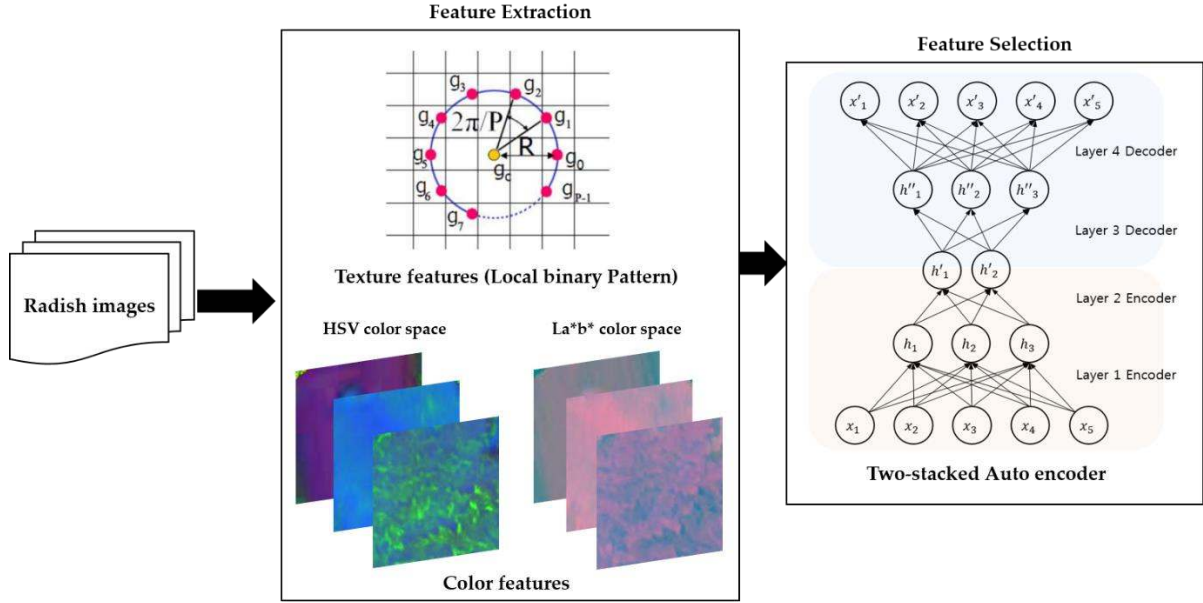 Feature Extraction
Feature Selection
Radish images
g₃
g₂
g₄
2π/P
g₁
R
g₅
g_c
g₀
g₆
g_P-1
g₇
Texture features (Local binary Pattern)
HSV color space
La*b* color space
Color features
x′₁ x′₂ x′₃ x′₄ x′₅
Layer 4 Decoder
h′′₁ h′′₂ h′′₃
Layer 3 Decoder
h′₁ h′₂
Layer 2 Encoder
h₁ h₂ h₃
Layer 1 Encoder
x₁ x₂ x₃ x₄ x₅
Two-stacked Auto encoder